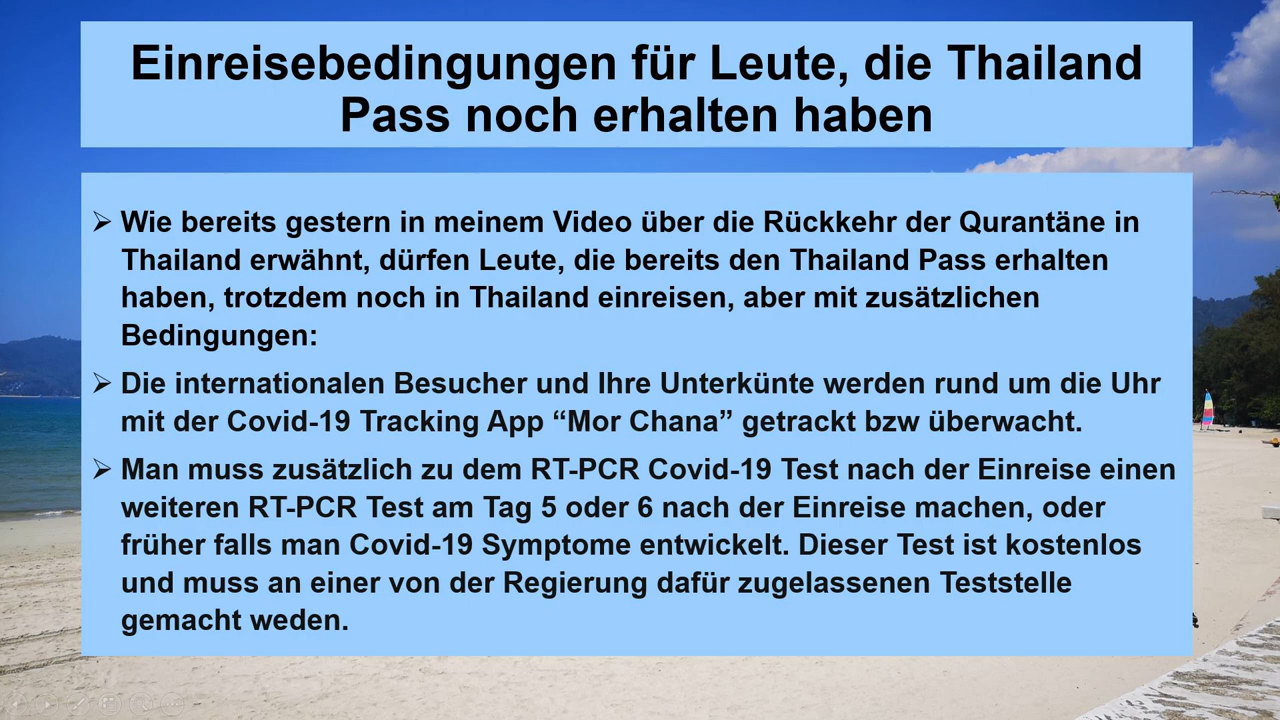 Einreisebedingungen für Leute, die Thailand
Pass noch erhalten haben
➢ Wie bereits gestern in meinem Video über die Rückkehr der Qurantäne in
Thailand erwähnt, dürfen Leute, die bereits den Thailand Pass erhalten
haben, trotzdem noch in Thailand einreisen, aber mit zusätzlichen
Bedingungen:
➢ Die internationalen Besucher und Ihre Unterkünte werden rund um die Uhr
mit der Covid-19 Tracking App “Mor Chana” getrackt bzw überwacht.
➢ Man muss zusätzlich zu dem RT-PCR Covid-19 Test nach der Einreise einen
weiteren RT-PCR Test am Tag 5 oder 6 nach der Einreise machen, oder
früher falls man Covid-19 Symptome entwickelt. Dieser Test ist kostenlos
und muss an einer von der Regierung dafür zugelassenen Teststelle
gemacht weden.